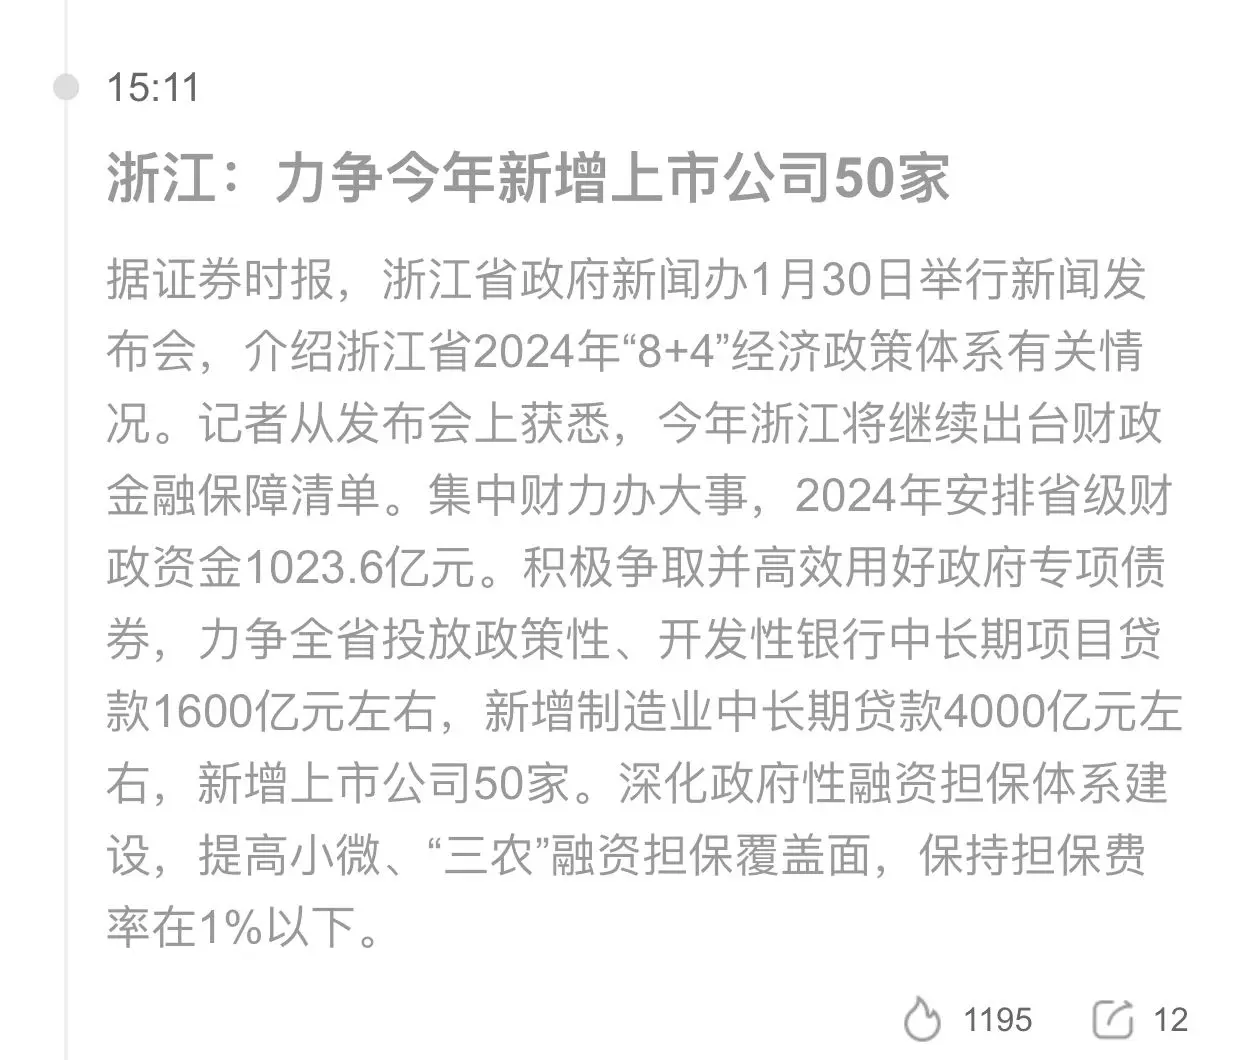 15:11
浙江：力争今年新增上市公司50家
据证券时报，浙江省政府新闻办1月30日举行新闻发
布会，介绍浙江省2024年“8+4”经济政策体系有关情
况。记者从发布会上获悉，今年浙江将继续出台财政
金融保障清单。集中财力办大事，2024年安排省级财
政资金1023.6亿元。积极争取并高效用好政府专项债
券，力争全省投放政策性、开发性银行中长期项目贷
款1600亿元左右，新增制造业中长期贷款4000亿元左
右，新增上市公司50家。深化政府性融资担保体系建
设，提高小微、“三农”融资担保覆盖面，保持担保费
率在1%以下。
1195 12